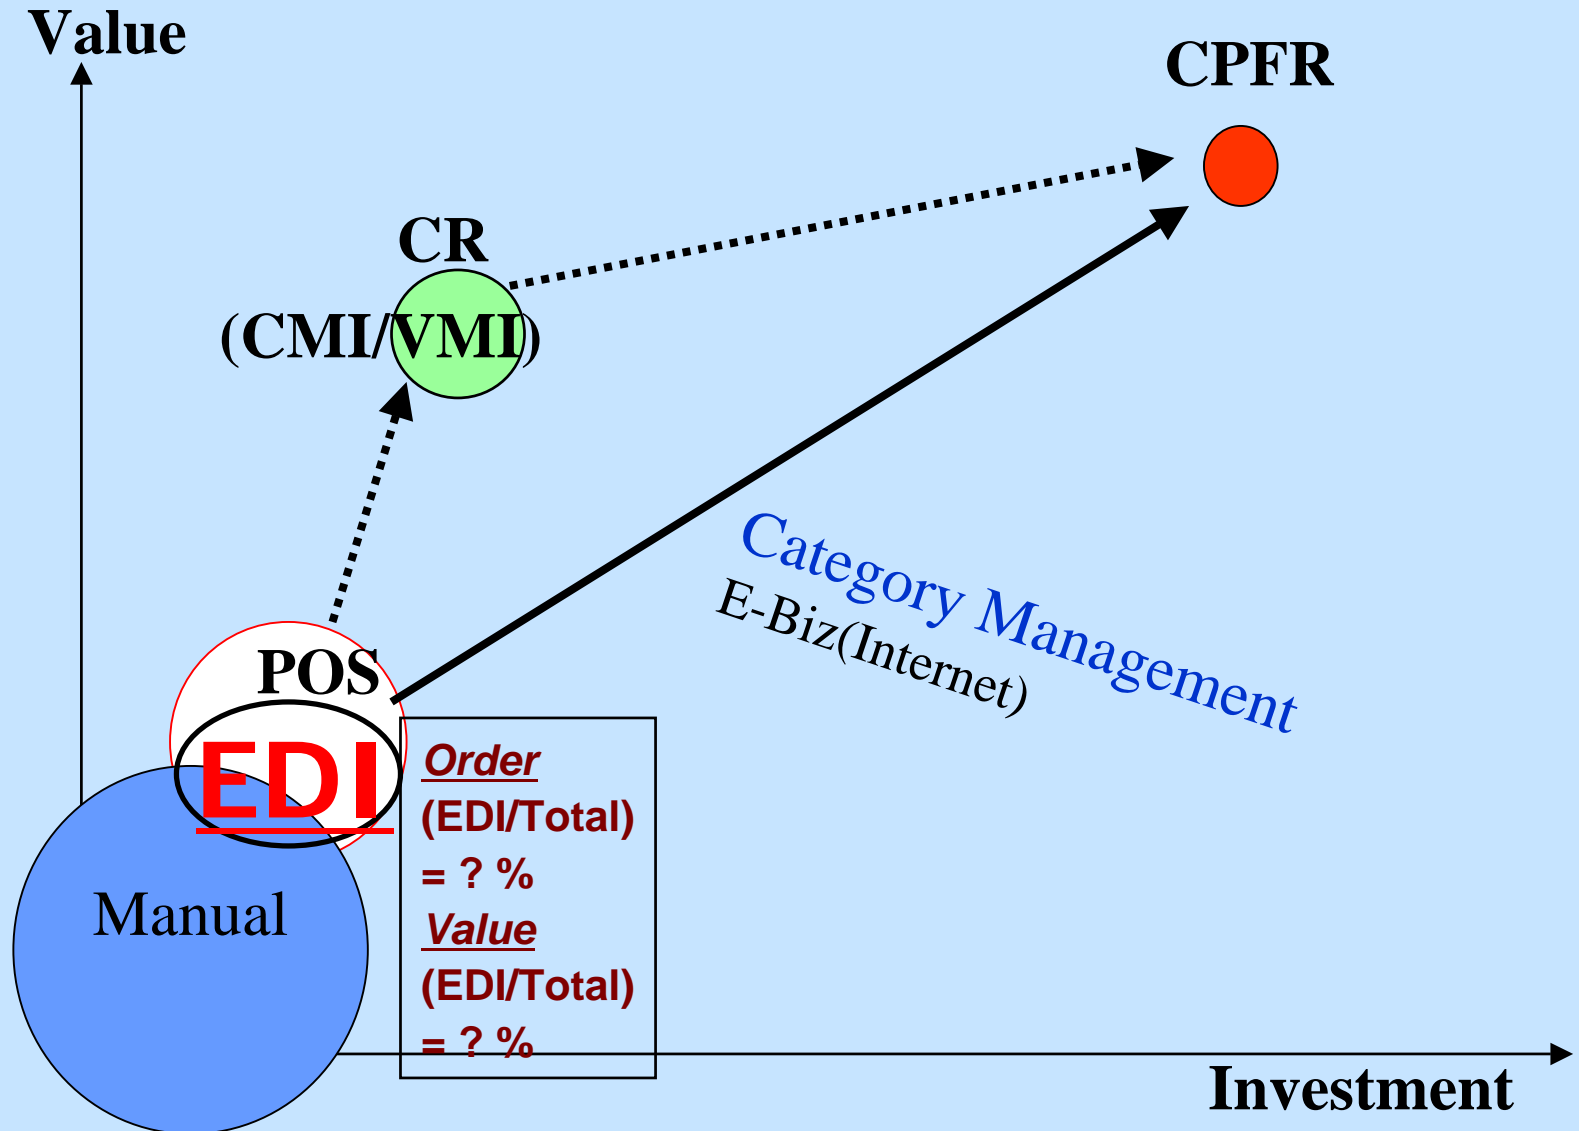 Value
CPFR
CR
(CMI/VMI)
Category Management
E-Biz(Internet)
POS
EDI
Order
(EDI/Total)
= ? %
Value
(EDI/Total)
= ? %
Manual
Investment